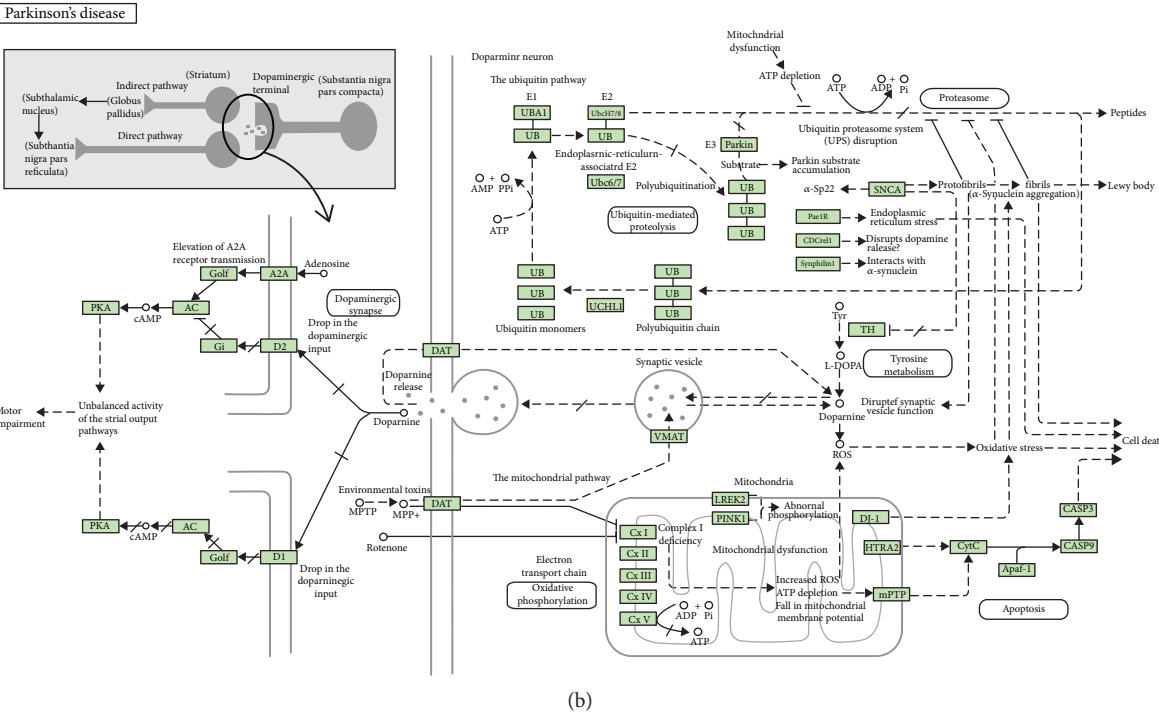 Parkinson's disease
(Striatum)
Indirect pathway
Dopaminergic
terminal
(Substantia nigra
pars compacta)
(Subthalamic
nucleus)
(Globus
pallidus)
Direct pathway
(Subthantia
nigra pars
reficulata)
Doparminr neuron
The ubiquitin pathway
E1
E2
UBA1
UbcH7/8
UB
UB
Endoplasrnic-reticulurn-
associatrd E2
Ubc6/7
AMP + PPi
ATP
Mitochndrial
dysfunction
ATP depletion
ATP
ADP + Pi
Proteasome
Peptides
Ubiquitin proteasome system
(UPS) disruption
E3
Parkin
Substrate
Parkin substrate
accumulation
Polyubiquitination
UB
UB
UB
Ubiquitin-mediated
proteolysis
α-Sp22
SNCA
Protofibrils
fibrils
(α-Synuclein aggregation)
Lewy body
Pae1R
Endoplasmic
reticulum stress
CDCrel1
Disrupts dopamine
ralease?
Synphilin1
Interacts with
α-synuclein
UB
UB
UB
UCHL1
UB
UB
UB
Ubiquitin monomers
Polyubiquitin chain
Elevation of A2A
receptor transmission
Golf
A2A
Adenosine
PKA
cAMP
AC
Dopaminergic
synapse
Gi
D2
Drop in the
dopaminergic
input
Tyr
TH
L-DOPA
Tyrosine
metabolism
DAT
Doparnine
release
Synaptic vesicle
VMAT
Doparnine
Diruptef synaptic
vesicle function
ROS
Oxidative stress
Cell deat
Motor
mpairment
Unbalanced activity
of the strial output
pathways
Dopamine
The mitochondrial pathway
Environmental toxins
MPTP
MPP+
DAT
Rotenone
PKA
cAMP
AC
Golf
D1
Drop in the
doparninegic
input
Mitochondria
LREK2
PINK1
Abnornal
phosphorylation
DJ-1
Cx I
Complex I
deficiency
Cx II
Cx III
Cx IV
Cx V
Mitochondrial dysfunction
HTRA2
CytC
CASP3
CASP9
Apaf-1
Electron
transport chain
Oxidative
phosphorylation
Increased ROS
ATP depletion
Fall in mitochondrial
membrane potential
mPTP
ADP + Pi
ATP
Apoptosis
(b)